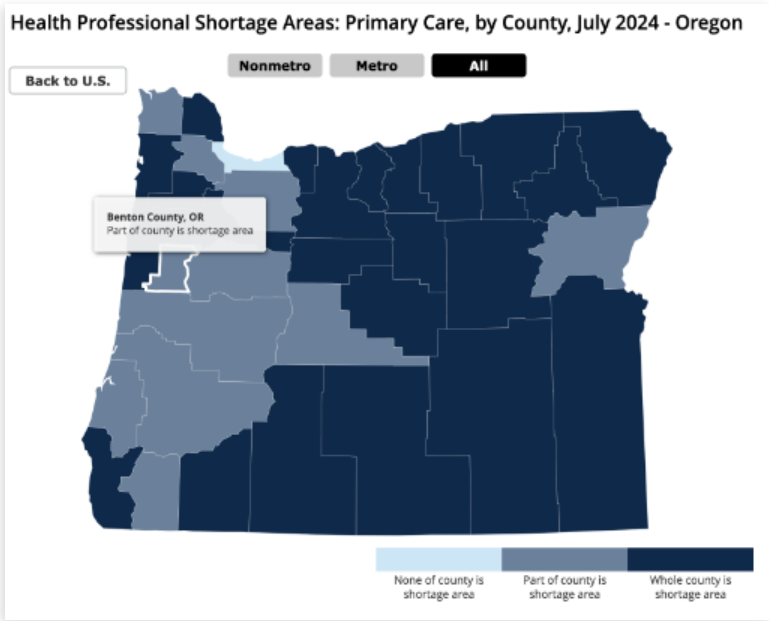 Health Professional Shortage Areas: Primary Care, by County, July 2024 - Oregon
Nonmetro Metro All
Back to U.S.
Benton County, OR
Part of county is shortage area
None of county is shortage area
Part of county is shortage area
Whole county is shortage area